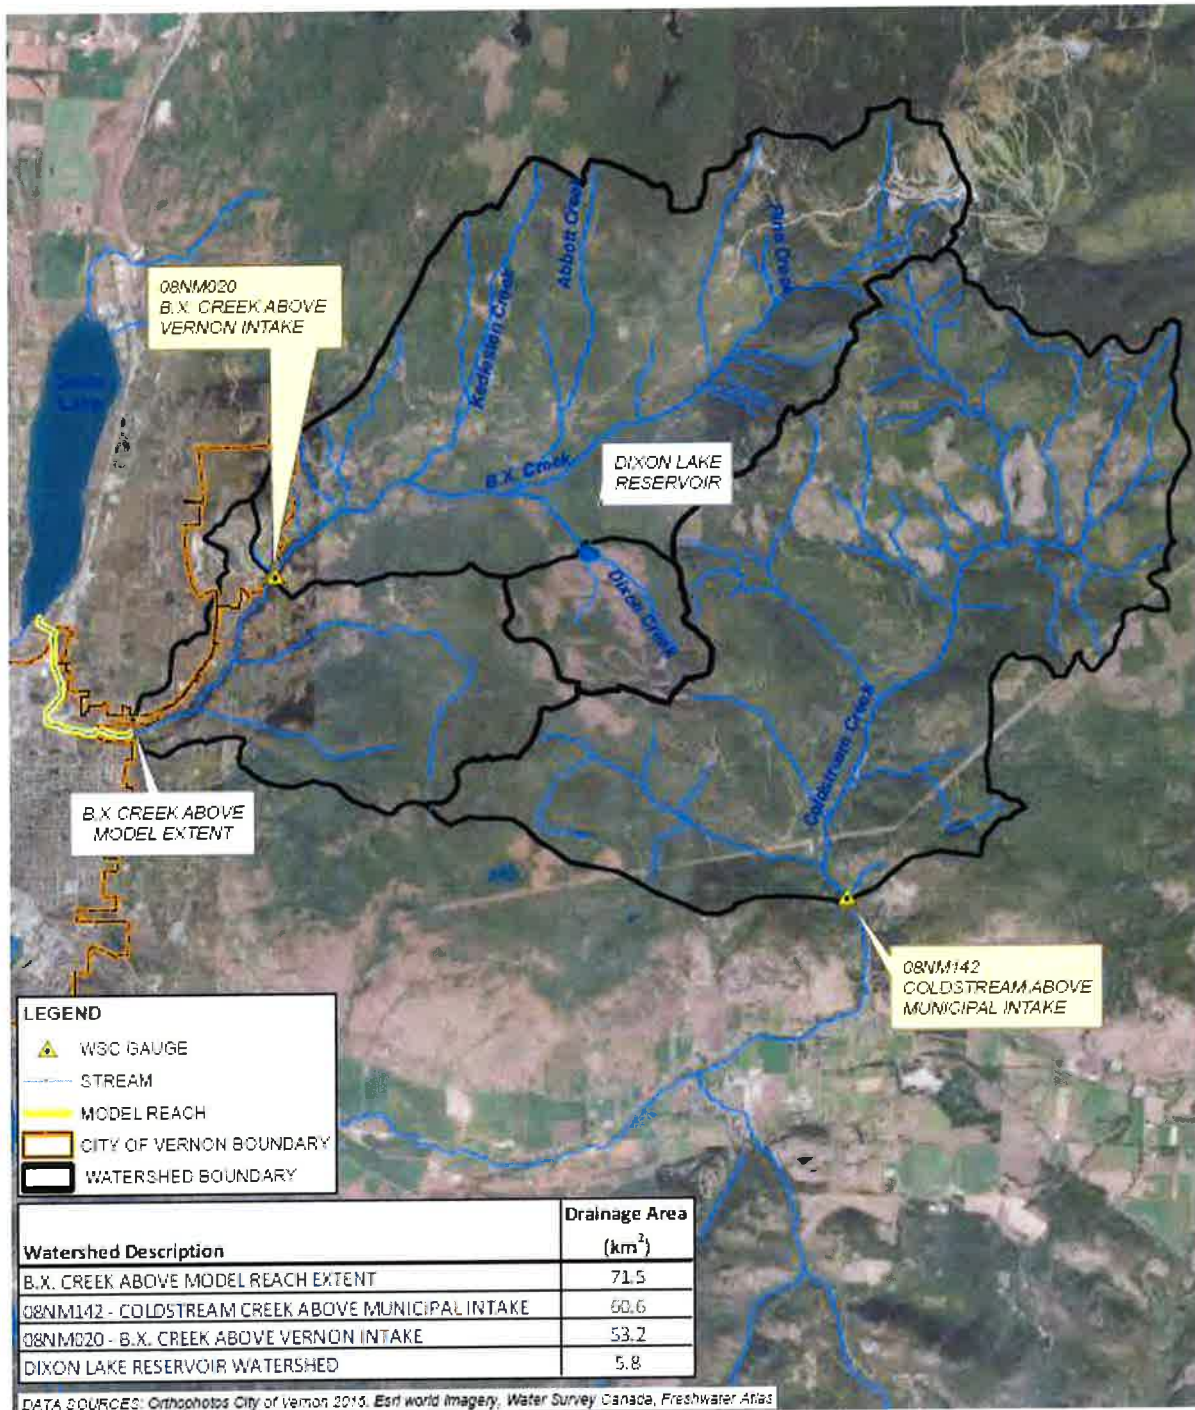 08NM020
B.X. CREEK ABOVE
VERNON INTAKE
Kedleston Creek
Abbott Creek
B.X. Creek
DIXON LAKE
RESERVOIR
Dixon Creek
Coldstream Creek
B.X CREEK ABOVE
MODEL EXTENT
08NM142
COLDSTREAM ABOVE
MUNICIPAL INTAKE
LEGEND
WSC GAUGE
STREAM
MODEL REACH
CITY OF VERNON BOUNDARY
WATERSHED BOUNDARY
Watershed Description Drainage Area (km²)
B.X. CREEK ABOVE MODEL REACH EXTENT 71.5
08NM142 - COLDSTREAM CREEK ABOVE MUNICIPAL INTAKE 60.6
08NM020 - B.X. CREEK ABOVE VERNON INTAKE 53.2
DIXON LAKE RESERVOIR WATERSHED 5.8
DATA SOURCES: Orthophotos City of Vernon 2015, Esri world Imagery, Water Survey Canada, Freshwater Atlas